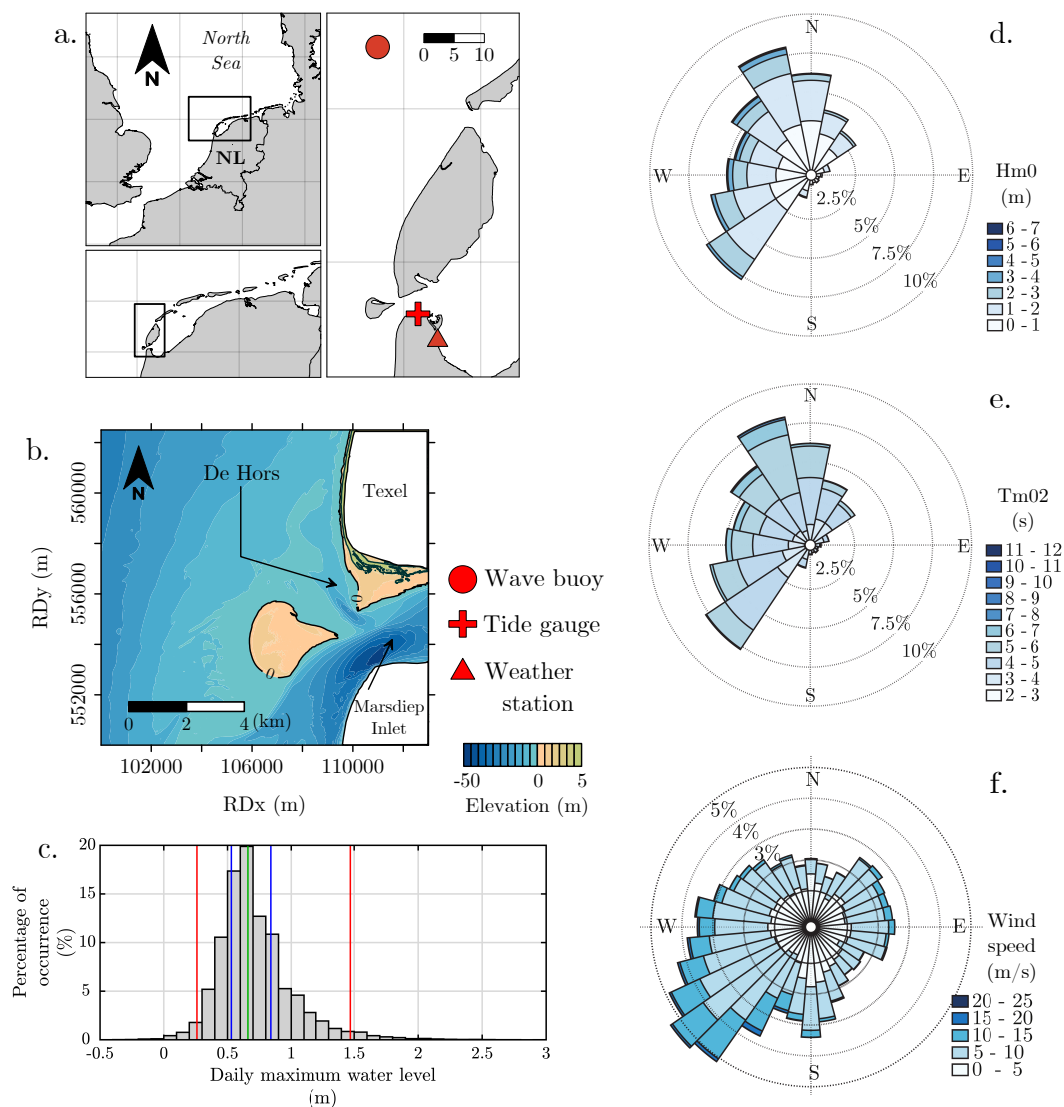 a.
North
Sea
N
NL
0 5 10
b.
N
De Hors
Texel
0
0
Marsdiep
Inlet
0 2 4 (km)
560000
556000
552000
RDy (m)
102000 106000 110000
RDx (m)
Wave buoy
Tide gauge
Weather
station
-50 0 5
Elevation (m)
c.
20
15
10
5
0
Percentage of
occurrence
(%)
-0.5 0 0.5 1 1.5 2 2.5 3
Daily maximum water level
(m)
d.
N
W
E
S
2.5%
5%
7.5%
10%
Hm0
(m)
6 - 7
5 - 6
4 - 5
3 - 4
2 - 3
1 - 2
0 - 1
e.
N
W
E
S
2.5%
5%
7.5%
10%
Tm02
(s)
11 - 12
10 - 11
9 - 10
8 - 9
7 - 8
6 - 7
5 - 6
4 - 5
3 - 4
2 - 3
f.
N
W
E
S
5%
4%
3%
Wind
speed
(m/s)
20 - 25
15 - 20
10 - 15
5 - 10
0 - 5